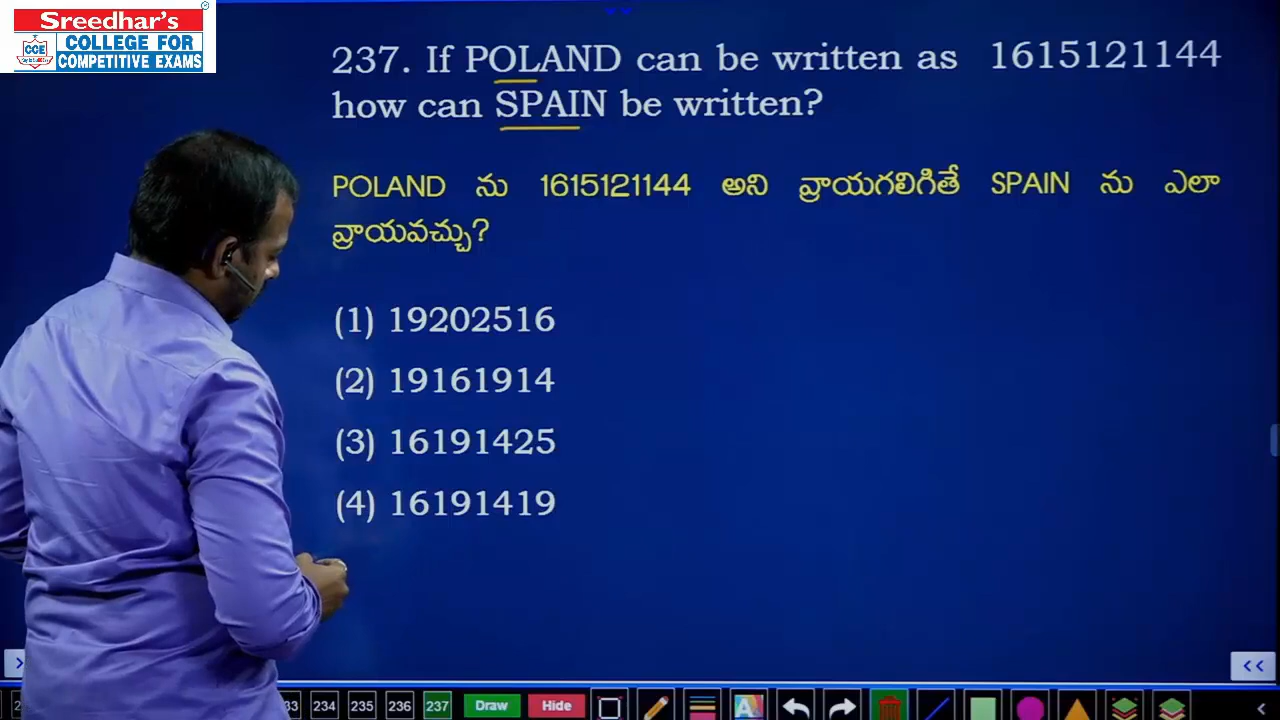 Sreedhar's
CCE
COLLEGE FOR
COMPETITIVE EXAMS
237. If POLAND can be written as 1615121144
how can SPAIN be written?
POLAND ను 1615121144 అని వ్రాయగలిగితే SPAIN ను ఎలా
వ్రాయవచ్చు?
(1) 19202516
(2) 19161914
(3) 16191425
(4) 16191419
234 235 236 237 Draw Hide